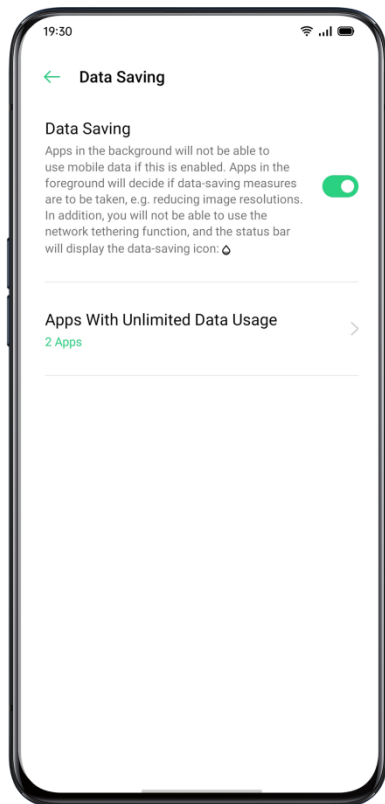 19:30
Data Saving
Data Saving
Apps in the background will not be able to
use mobile data if this is enabled. Apps in the
foreground will decide if data-saving measures
are to be taken, e.g. reducing image resolutions.
In addition, you will not be able to use the
network tethering function, and the status bar
will display the data-saving icon:
Apps With Unlimited Data Usage
2 Apps